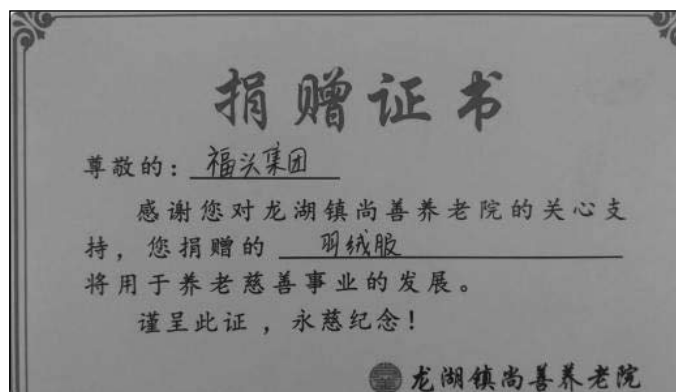 捐赠证书
尊敬的：福头集团
感谢您对龙湖镇尚善养老院的关心支
持，您捐赠的 羽绒服
将用于养老慈善事业的发展。
谨呈此证，永慈纪念！
龙湖镇尚善养老院